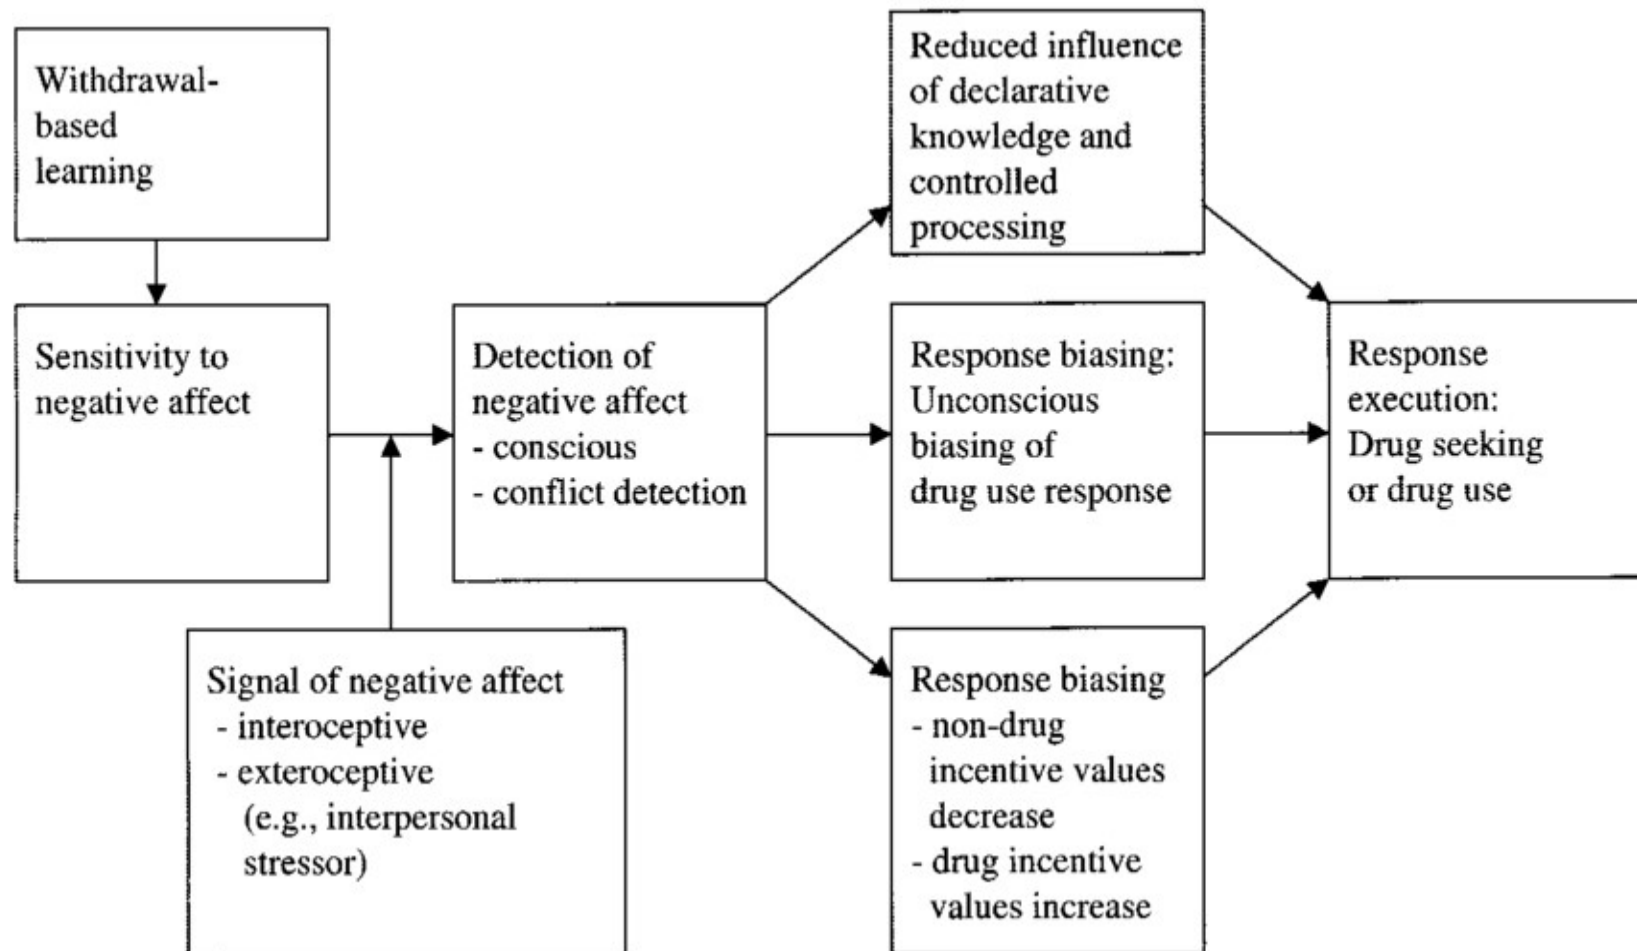 Withdrawal-
based
learning
Sensitivity to
negative affect
Signal of negative affect
- interoceptive
- exteroceptive
(e.g., interpersonal
stressor)
Detection of
negative affect
- conscious
- conflict detection
Reduced influence
of declarative
knowledge and
controlled
processing
Response biasing:
Unconscious
biasing of
drug use response
Response biasing
- non-drug
incentive values
decrease
- drug incentive
values increase
Response
execution:
Drug seeking
or drug use